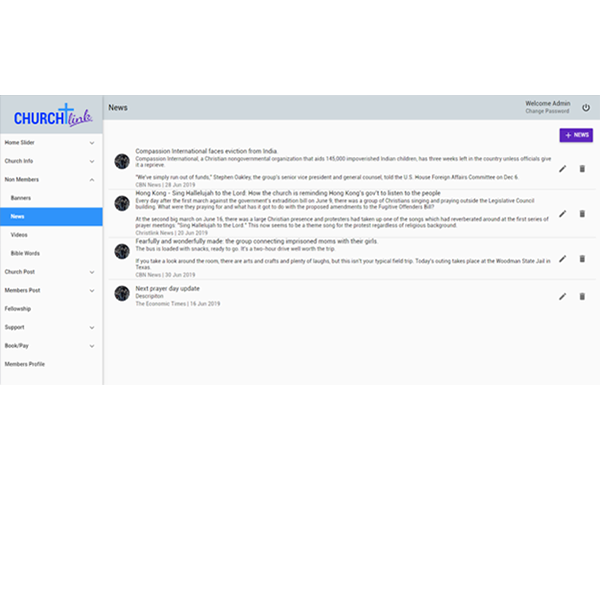 CHURCH link
News
Welcome Admin
Change Password
+ NEWS
Home Slider
Church Info
Non Members
Banners
News
Videos
Bible Words
Church Post
Members Post
Fellowship
Support
Book/Pay
Members Profile
Compassion International faces eviction from India.
Compassion International, a Christian nongovernmental organization that aids 145,000 impoverished Indian children, has three weeks left in the country unless officials give
it a reprieve.
"We've simply run out of funds," Stephen Oakley, the group's senior vice president and general counsel, told the U.S. House Foreign Affairs Committee on Dec 6.
CBN News | 28 Jun 2019
Hong Kong - Sing Hallelujah to the Lord: How the church is reminding Hong Kong's gov't to listen to the people
Every day after the first march against the government's extradition bill on June 9, there was a group of Christians singing and praying outside the Legislative Council
building. What were they praying for and what has it got to do with the proposed amendments to the Fugitive Offenders Bill?
At the second big march on June 16, there was a large Christian presence and protesters had taken up one of the songs which had reverberated around at the first series of
prayer meetings: "Sing Hallelujah to the Lord." This now seems to be a theme song for the protest regardless of religious background.
Christlink News | 20 Jun 2019
Fearfully and wonderfully made: the group connecting imprisoned moms with their girls
The bus is loaded with snacks, ready to go. It's a two-hour drive well worth the trip.
If you take a look around the room, there are arts and crafts and plenty of laughs, but this isn't your typical field trip. Today's outing takes place at the Woodman State Jail in
Texas.
CBN News | 30 Jun 2019
Next prayer day update
Descripiton
The Economic Times | 16 Jun 2019